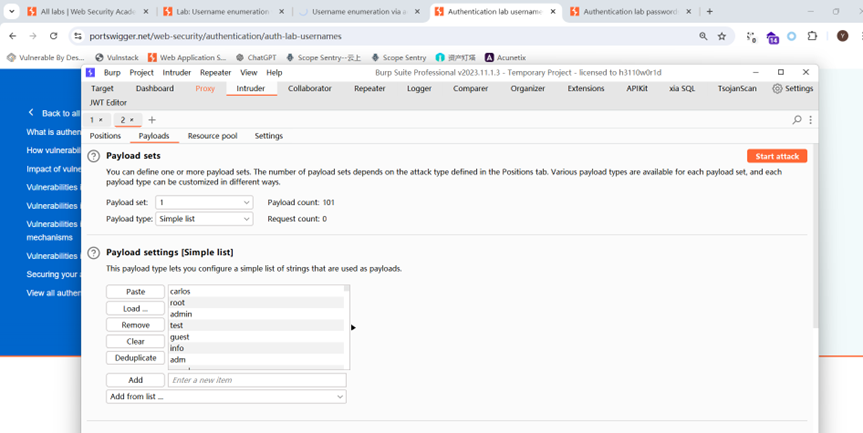 All labs | Web Security Acade
Lab: Username enumeration
Username enumeration via a
Authentication lab usernam
Authentication lab password
portswigger.net/web-security/authentication/auth-lab-usernames
Vulnerable By Des...
Vulnstack
Web Application S...
ChatGPT
Scope Sentry--云上
Scope Sentry
资产灯塔
Acunetix
Burp Project Intruder Repeater View Help
Burp Suite Professional v2023.11.1.3 - Temporary Project - licensed to h3110w0r1d
Target Dashboard Proxy Intruder Collaborator Repeater Logger Comparer Organizer Extensions APIKit xia SQL TsojanScan Settings
JWT Editor
1 × 2 × +
Positions Payloads Resource pool Settings
Back to all
What is authen
How vulnerabil
Impact of vulne
Vulnerabilities i
Vulnerabilities i
Vulnerabilities i
mechanisms
Vulnerabilities i
Securing your a
View all authen
Payload sets
Start attack
You can define one or more payload sets. The number of payload sets depends on the attack type defined in the Positions tab. Various payload types are available for each payload set, and each
payload type can be customized in different ways.
Payload set: 1 Payload count: 101
Payload type: Simple list Request count: 0
Payload settings [Simple list]
This payload type lets you configure a simple list of strings that are used as payloads.
Paste
Load ...
Remove
Clear
Deduplicate
carlos
root
admin
test
guest
info
adm
Add
Enter a new item
Add from list ...